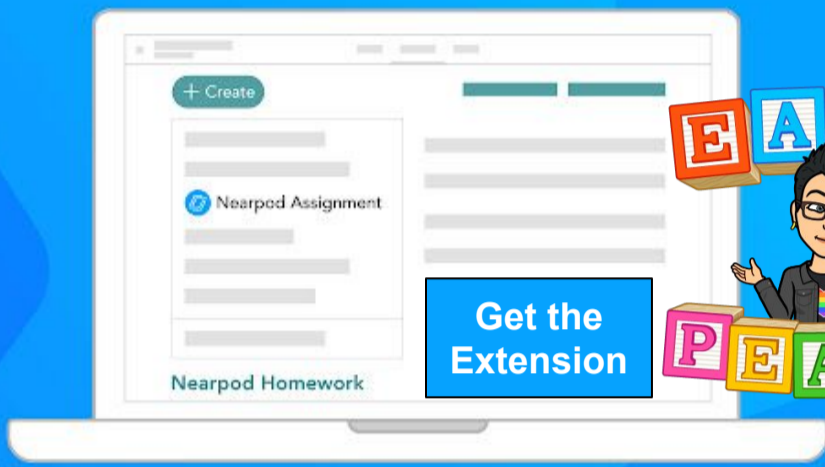 + Create
E A
Nearpod Assignment
Get the
Extension
P E A
Nearpod Homework